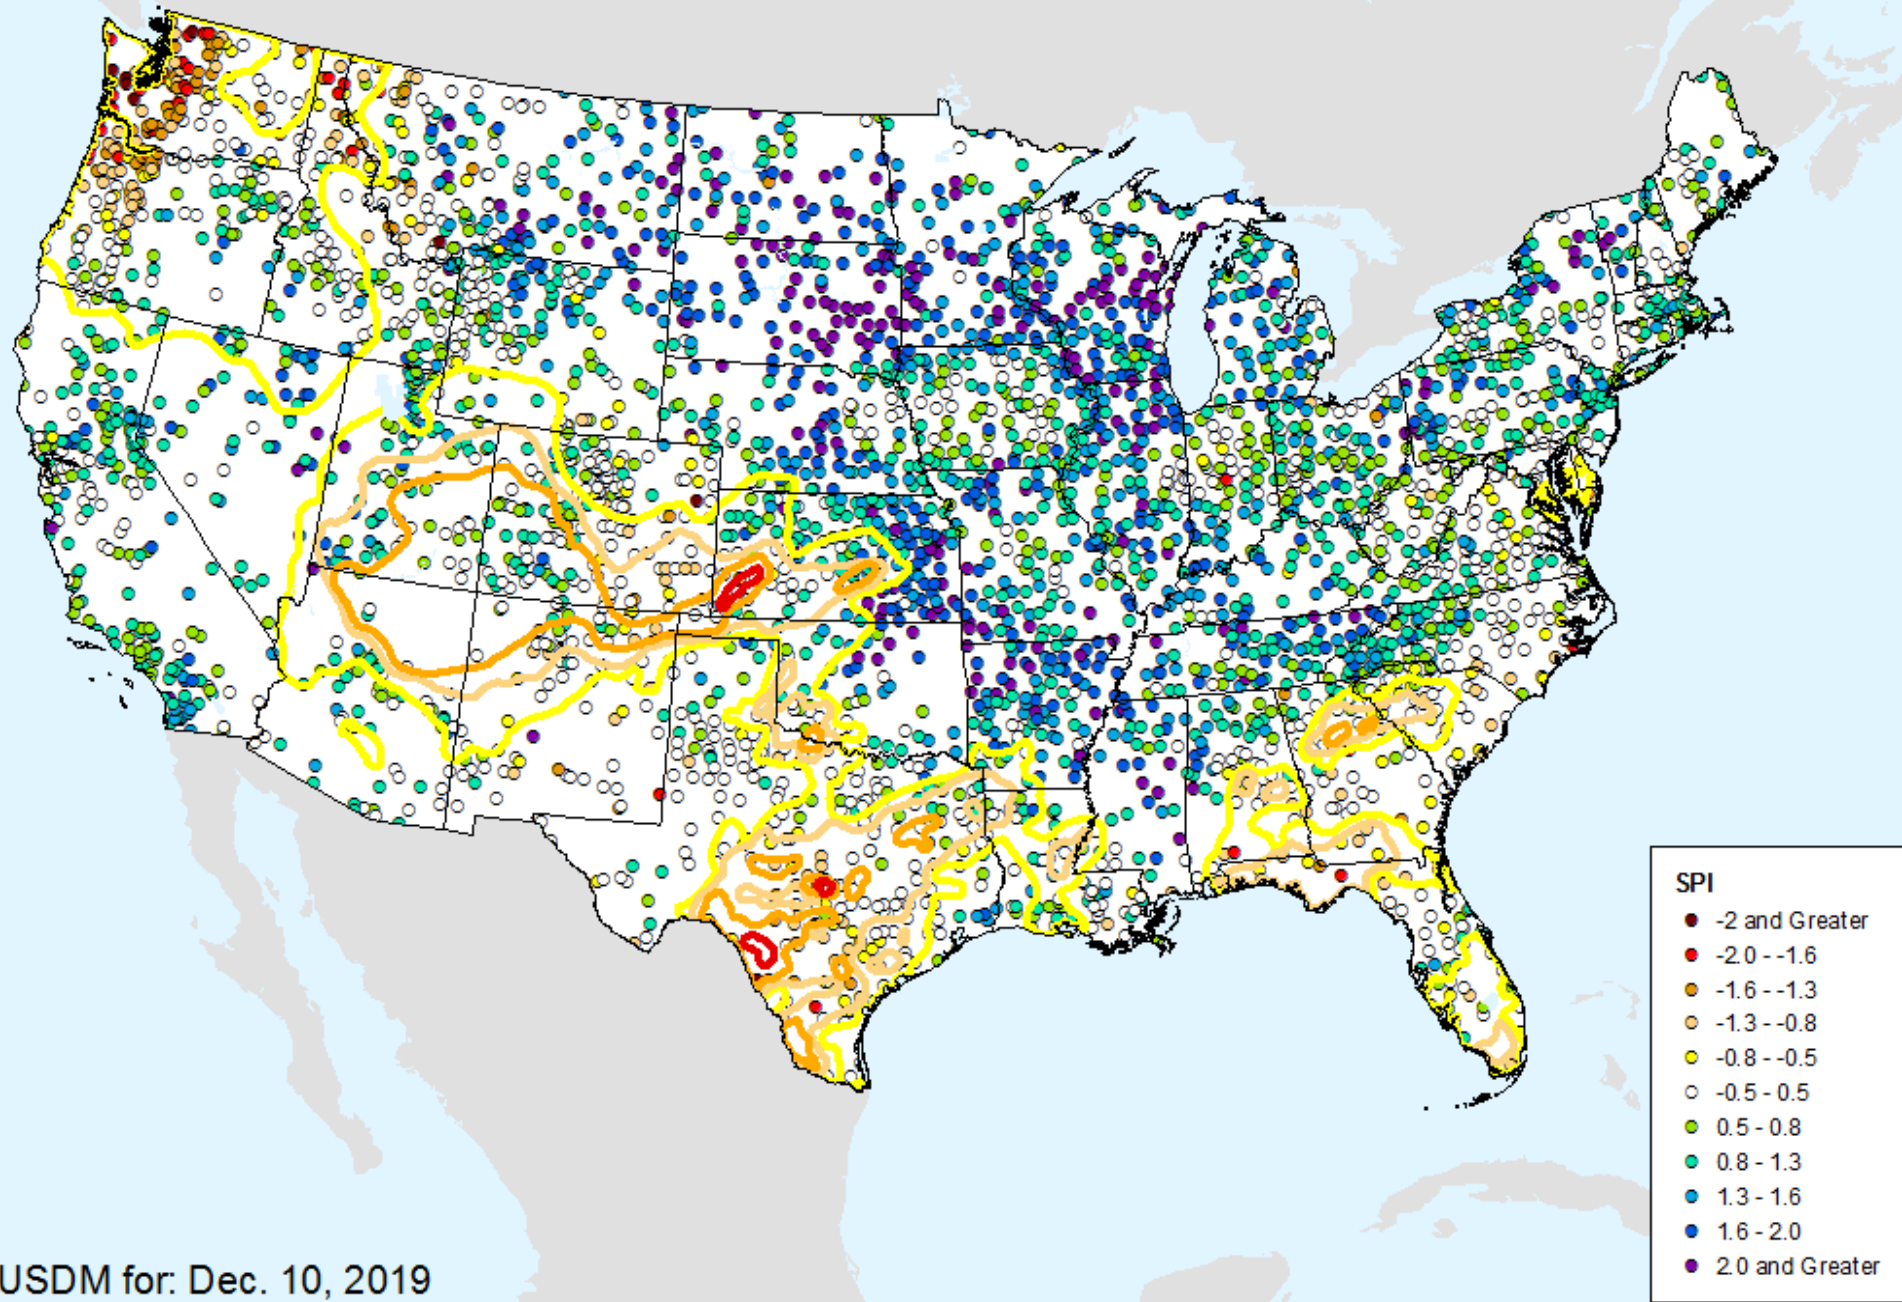 SPI
-2 and Greater
-2.0 - -1.6
-1.6 - -1.3
-1.3 - -0.8
-0.8 - -0.5
-0.5 - 0.5
0.5 - 0.8
0.8 - 1.3
1.3 - 1.6
1.6 - 2.0
2.0 and Greater
USDM for: Dec. 10, 2019